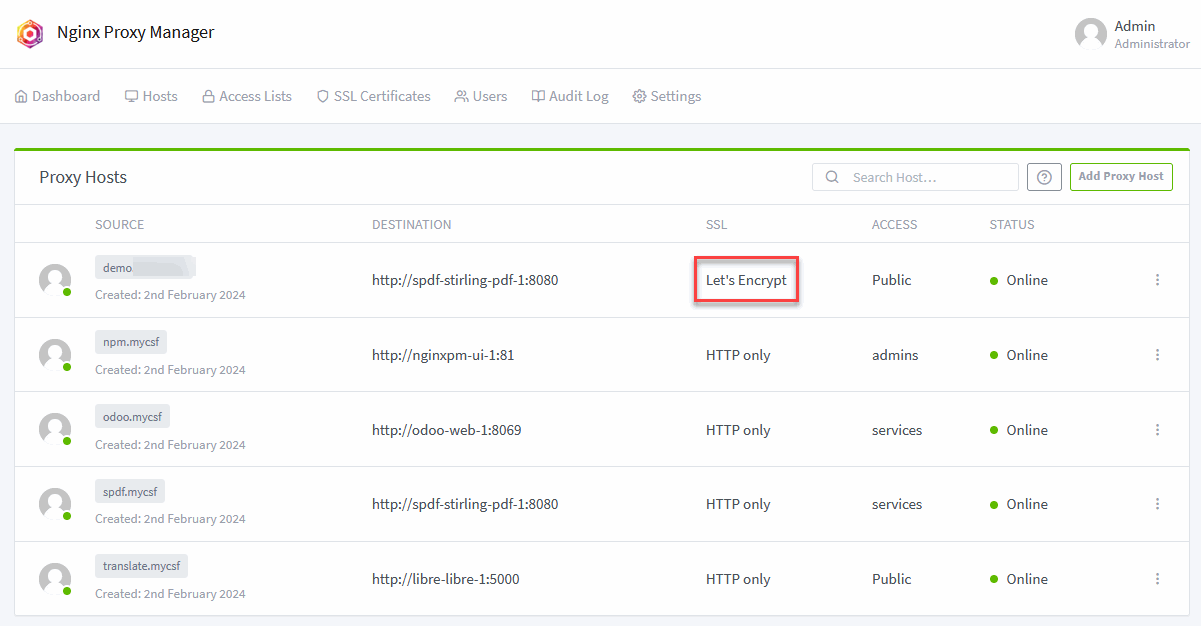 Nginx Proxy Manager
Admin
Administrator
Dashboard Hosts Access Lists SSL Certificates Users Audit Log Settings
Proxy Hosts Search Host... Add Proxy Host
SOURCE DESTINATION SSL ACCESS STATUS
demo.
http://spdf-stirling-pdf-1:8080 Let's Encrypt Public Online
Created: 2nd February 2024
npm.mycsf
http://nginxpm-ui-1:81 HTTP only admins Online
Created: 2nd February 2024
odoo.mycsf
http://odoo-web-1:8069 HTTP only services Online
Created: 2nd February 2024
spdf.mycsf
http://spdf-stirling-pdf-1:8080 HTTP only services Online
Created: 2nd February 2024
translate.mycsf
http://libre-libre-1:5000 HTTP only Public Online
Created: 2nd February 2024